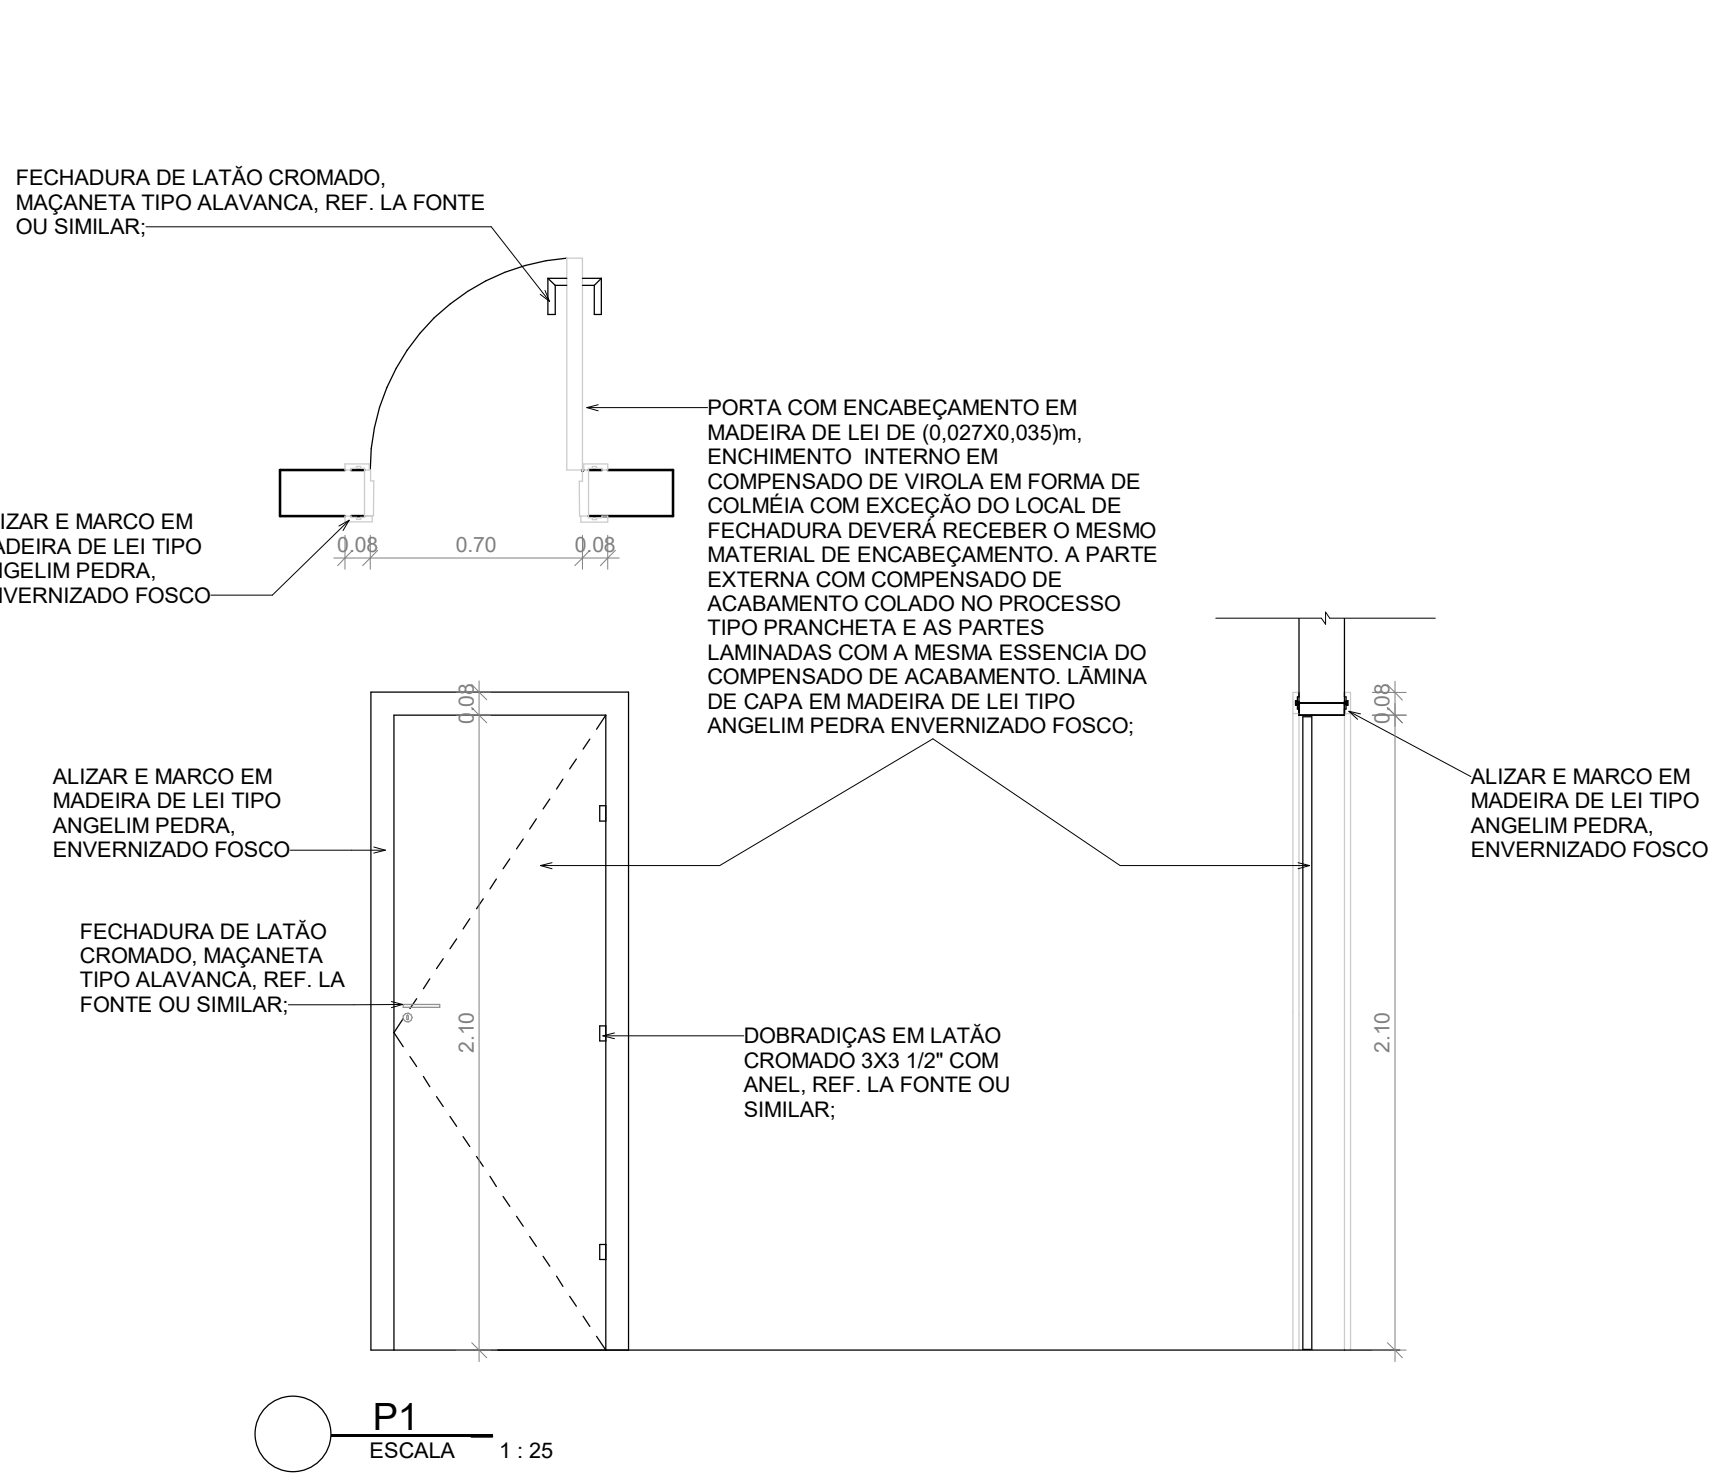 FECHADURA DE LATĂO CROMADO,
MAÇANETA TIPO ALAVANCA, REF. LA FONTE
OU SIMILAR;
PORTA COM ENCABEÇAMENTO EM
MADEIRA DE LEI DE (0,027X0,035)m,
ENCHIMENTO  INTERNO EM
COMPENSADO DE VIROLA EM FORMA DE
COLMÉIA COM EXCEÇĂO DO LOCAL DE
FECHADURA DEVERÁ RECEBER O MESMO
MATERIAL DE ENCABEÇAMENTO. A PARTE
EXTERNA COM COMPENSADO DE
ACABAMENTO COLADO NO PROCESSO
TIPO PRANCHETA E AS PARTES
LAMINADAS COM A MESMA ESSENCIA DO
COMPENSADO DE ACABAMENTO. LĀMINA
DE CAPA EM MADEIRA DE LEI TIPO
ANGELIM PEDRA ENVERNIZADO FOSCO;
IZAR E MARCO EM
ADEIRA DE LEI TIPO
NGELIM PEDRA,
NVERNIZADO FOSCO
0.08 0.70 0.08
0.08
0.08
ALIZAR E MARCO EM
MADEIRA DE LEI TIPO
ANGELIM PEDRA,
ENVERNIZADO FOSCO
ALIZAR E MARCO EM
MADEIRA DE LEI TIPO
ANGELIM PEDRA,
ENVERNIZADO FOSCO
FECHADURA DE LATĂO
CROMADO, MAÇANETA
TIPO ALAVANCA, REF. LA
FONTE OU SIMILAR;
2.10
DOBRADIÇAS EM LATĂO
CROMADO 3X3 1/2" COM
ANEL, REF. LA FONTE OU
SIMILAR;
2.10
P1
ESCALA 1 : 25